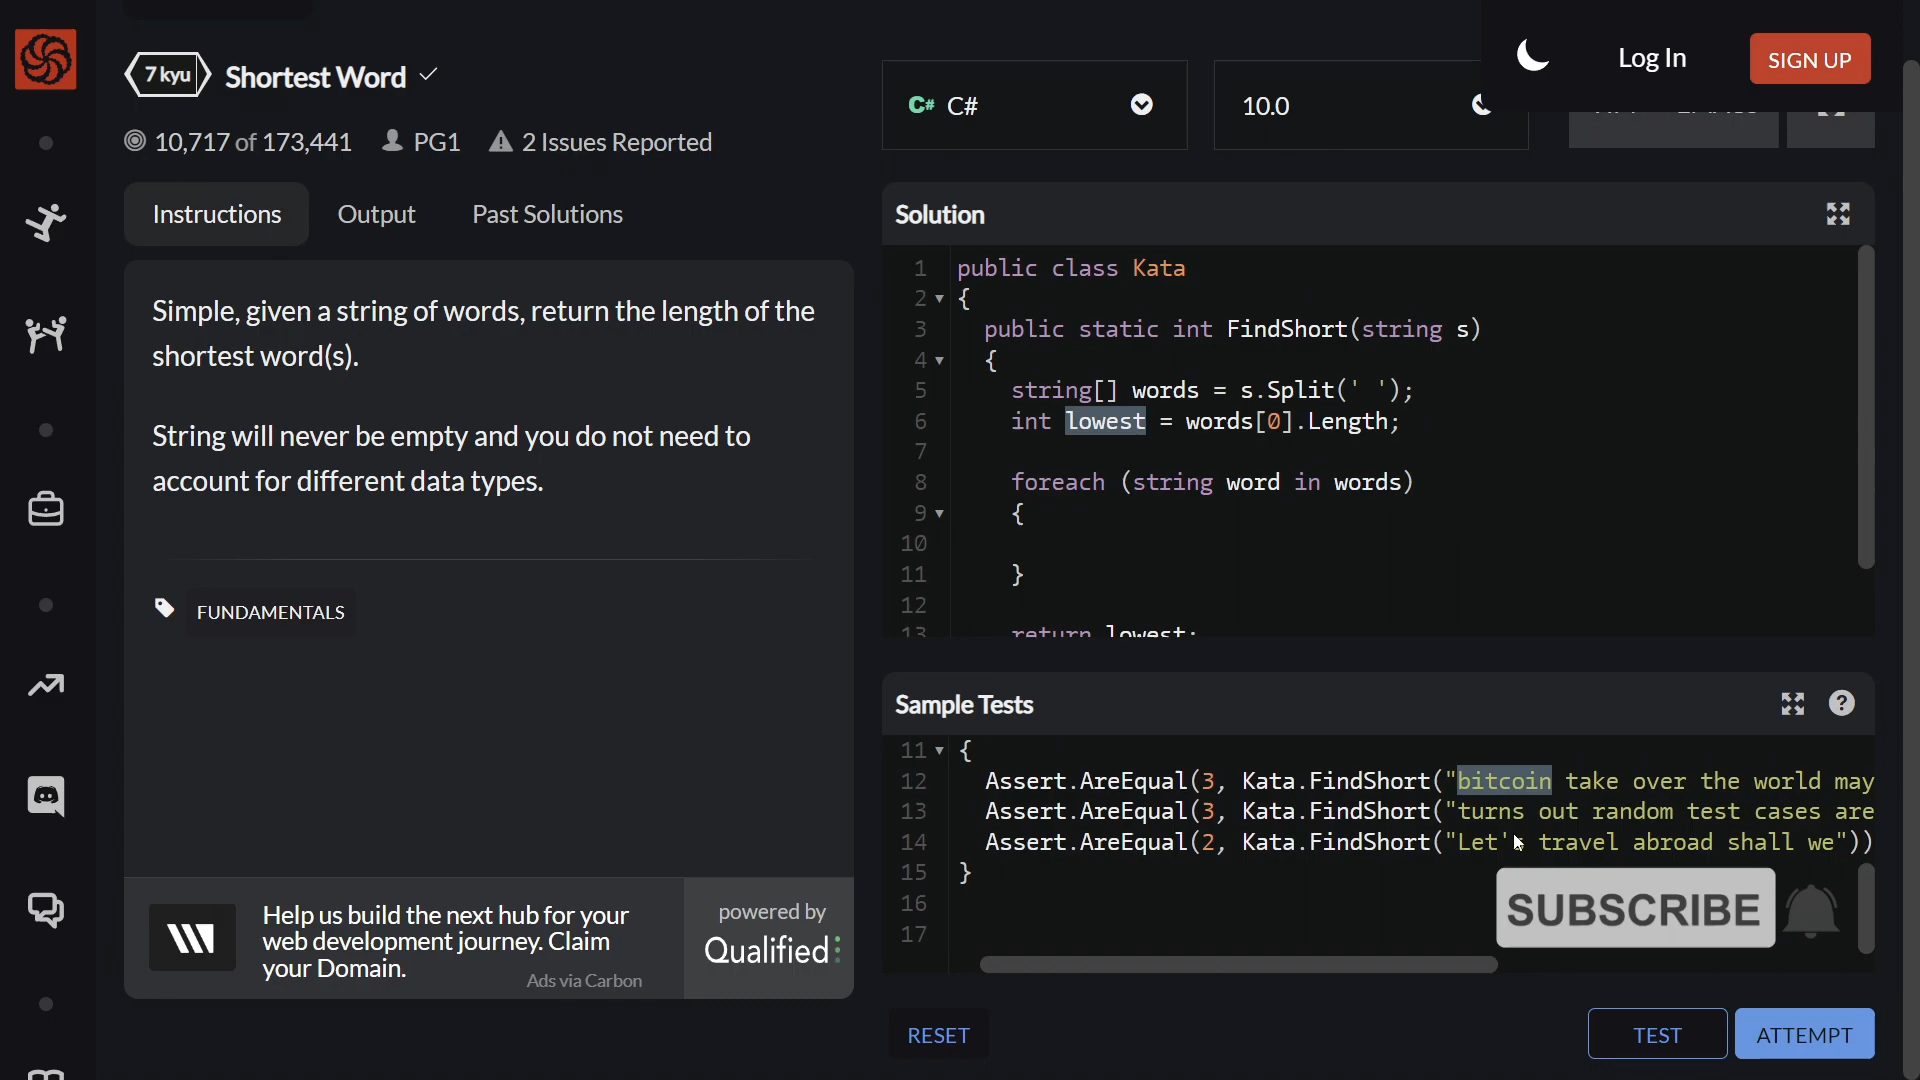 7 kyu Shortest Word
10,717 of 173,441 PG1 2 Issues Reported
C# C#
10.0
Log In
SIGN UP
Instructions Output Past Solutions
Simple, given a string of words, return the length of the
shortest word(s).
String will never be empty and you do not need to
account for different data types.
FUNDAMENTALS
Help us build the next hub for your
web development journey. Claim
your Domain.
Ads via Carbon
powered by
Qualified
Solution
1 public class Kata
2 {
3 public static int FindShort(string s)
4 {
5 string[] words = s.Split(' ');
6 int lowest = words[0].Length;
7
8 foreach (string word in words)
9 {
10
11 }
12
13 return lowest;
Sample Tests
11 {
12 Assert.AreEqual(3, Kata.FindShort("bitcoin take over the world may
13 Assert.AreEqual(3, Kata.FindShort("turns out random test cases are
14 Assert.AreEqual(2, Kata.FindShort("Let's travel abroad shall we"))
15 }
16
17
SUBSCRIBE
RESET
TEST
ATTEMPT